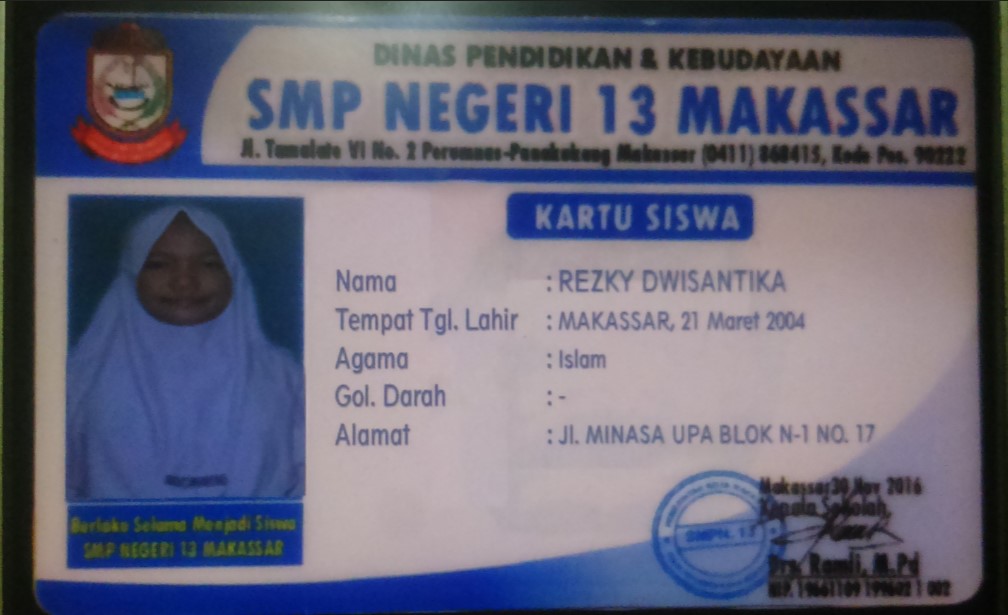 DINAS PENDIDIKAN & KEBUDAYAAN
SMP NEGERI 13 MAKASSAR
Jl. Tamalate VI No. 2 Perumnas-Panakukang Makassar (0411) 868415, Kode Pos. 90222
KARTU SISWA
Nama : REZKY DWISANTIKA
Tempat Tgl. Lahir : MAKASSAR, 21 Maret 2004
Agama : Islam
Gol. Darah : -
Alamat : Jl. MINASA UPA BLOK N-1 NO. 17
Berlaku Selama Menjadi Siswa
SMP NEGERI 13 MAKASSAR
Makassar 30 Nov 2016
Kepala Sekolah,
SMPN. 13
Drs. Ramli, M.Pd
NIP. 19661109 199602 1 002